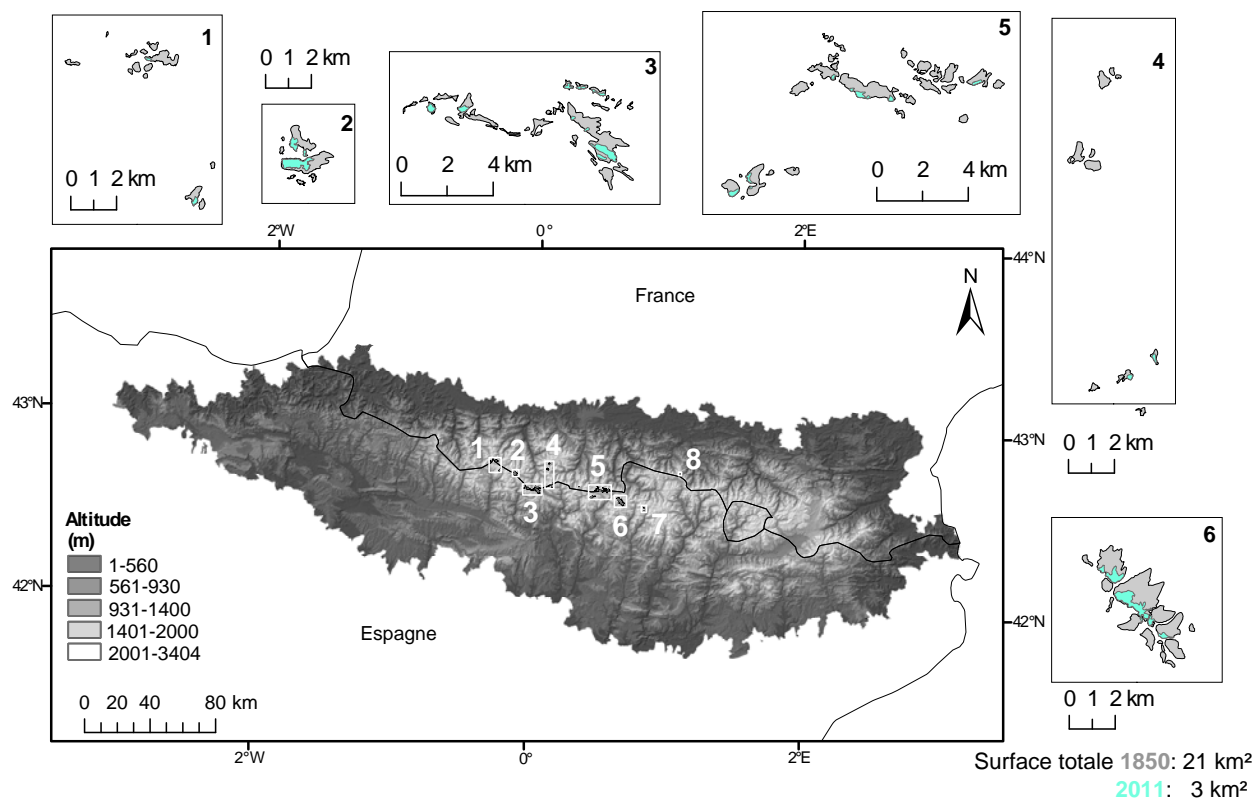 1
0 1 2 km
0 1 2 km
2
3
0 2 4 km
5
0 2 4 km
4
0 1 2 km
2°W 0° 2°E
44°N
France
N
43°N
43°N
1 2 4 5 8
3 6 7
Altitude
(m)
1-560
561-930
931-1400
1401-2000
2001-3404
42°N
42°N
Espagne
0 20 40 80 km
2°W 0° 2°E
6
0 1 2 km
Surface totale 1850: 21 km²
2011: 3 km²